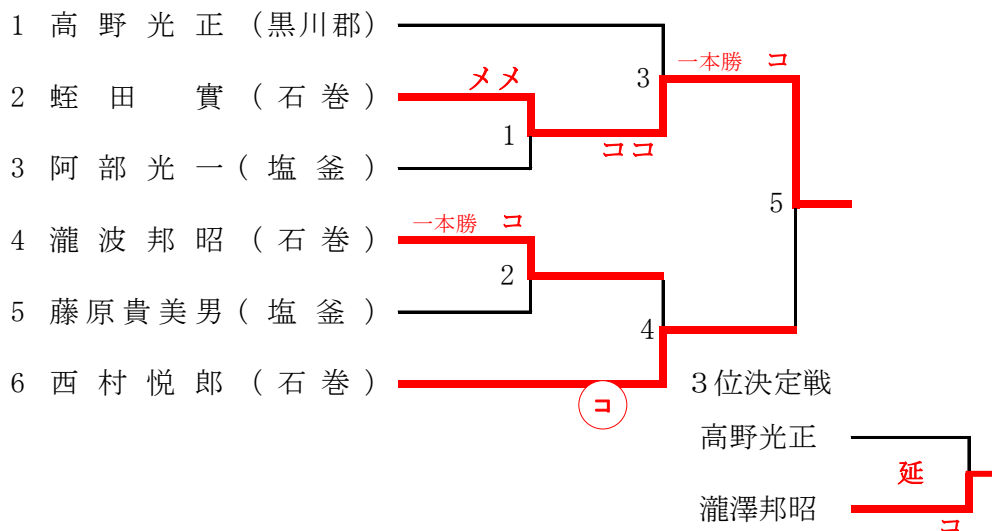 1 高野光正 (黒川郡)
一本勝 コ
3
メメ
2 蛭田 實 (石巻)
1
ココ
3 阿部光一 (塩釜)
5
一本勝 コ
4 瀧波邦昭 (石巻)
2
5 藤原貴美男 (塩釜)
4
6 西村悦郎 (石巻)
コ
3位決定戦
高野光正
延
瀧澤邦昭
コ